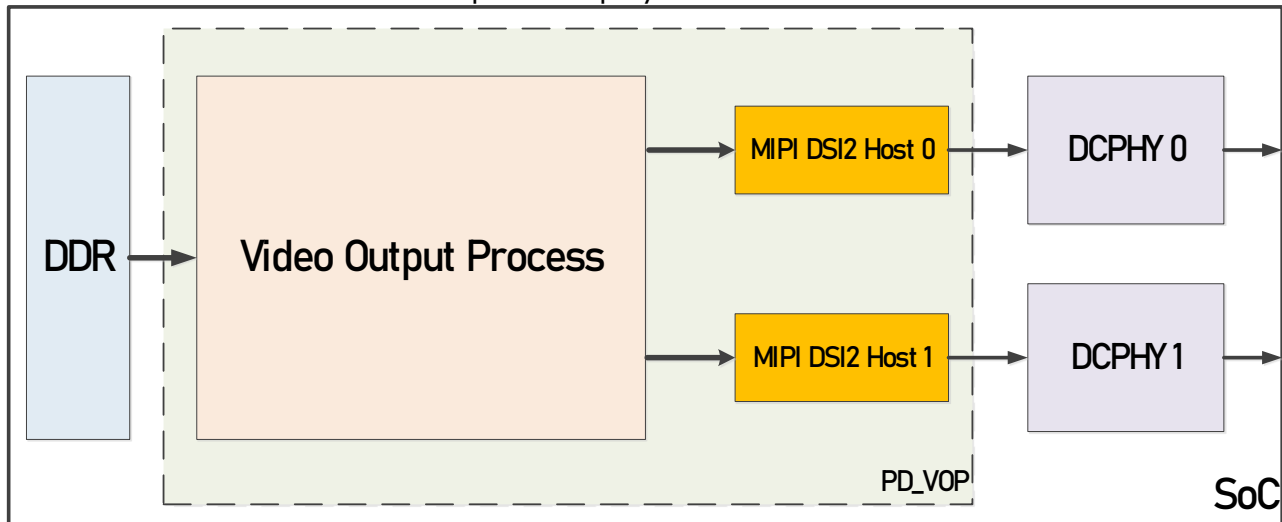 DDR
Video Output Process
MIPI DSI2 Host 0
DCPHY 0
MIPI DSI2 Host 1
DCPHY 1
PD_VOP
SoC